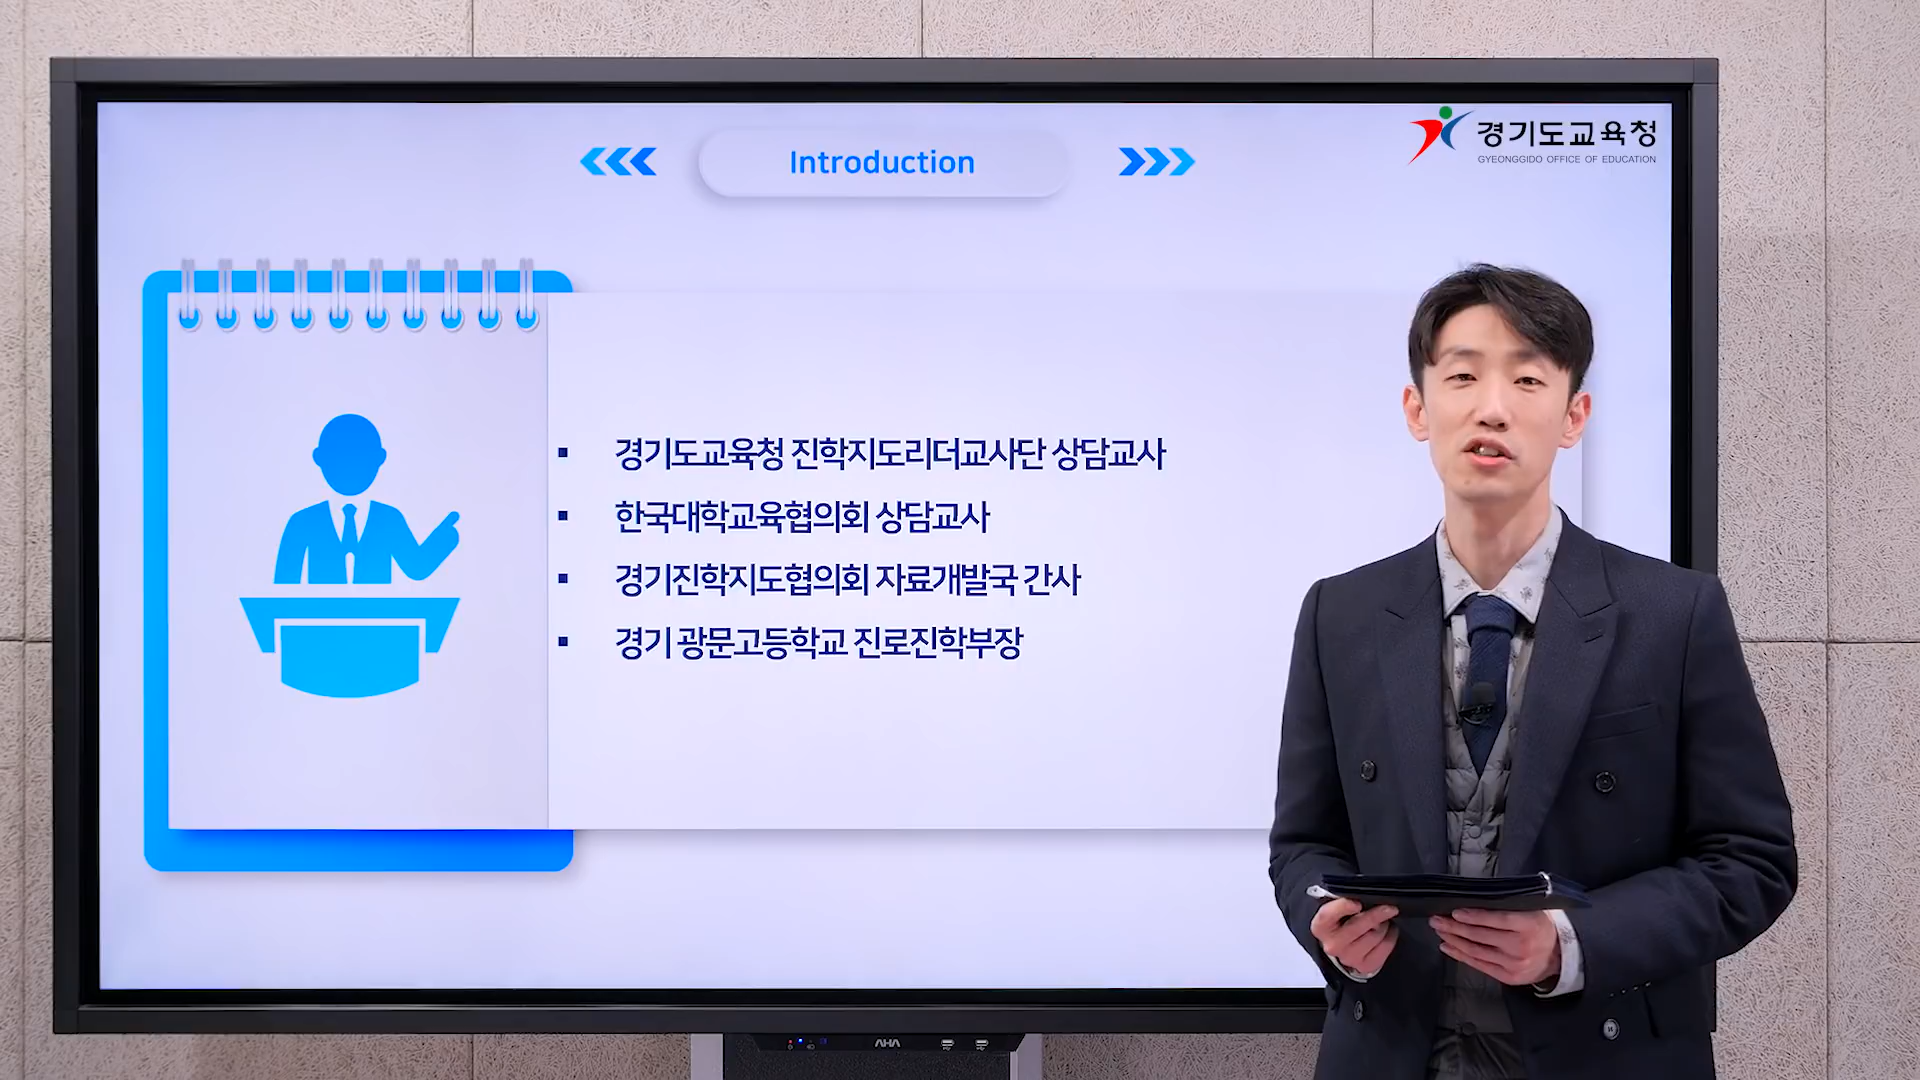 Introduction
경기도교육청
GYEONGGIDO OFFICE OF EDUCATION
경기도교육청 진학지도리더교사단 상담교사
한국대학교육협의회 상담교사
경기진학지도협의회 자료개발국 간사
경기 광문고등학교 진로진학부장
AHA